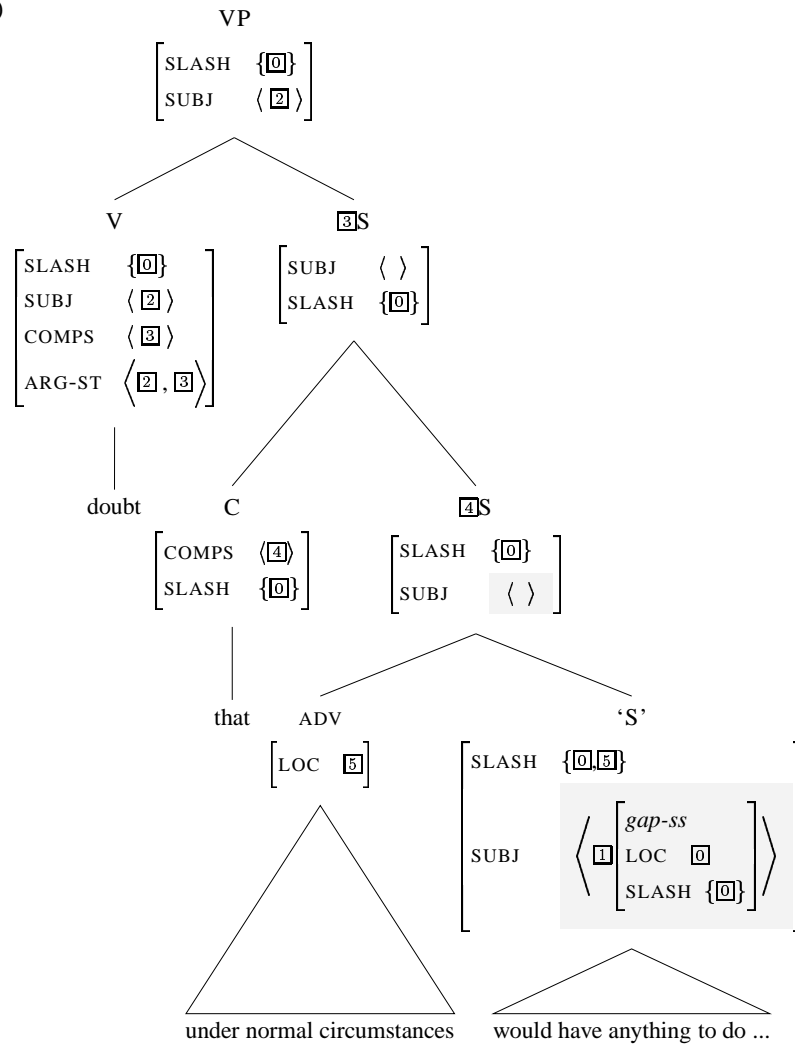 )
VP
SLASH {0}
SUBJ ⟨ 2 ⟩
V 3S
SLASH {0}
SUBJ ⟨ 2 ⟩
COMPS ⟨ 3 ⟩
ARG-ST ⟨ 2 , 3 ⟩
SUBJ ⟨ ⟩
SLASH {0}
doubt C 4S
COMPS ⟨4⟩
SLASH {0}
SLASH {0}
SUBJ ⟨ ⟩
that ADV ‘S’
LOC 5
SLASH {0,5}
SUBJ ⟨ 1 gap-ss
LOC 0
SLASH {0} ⟩
under normal circumstances would have anything to do ...